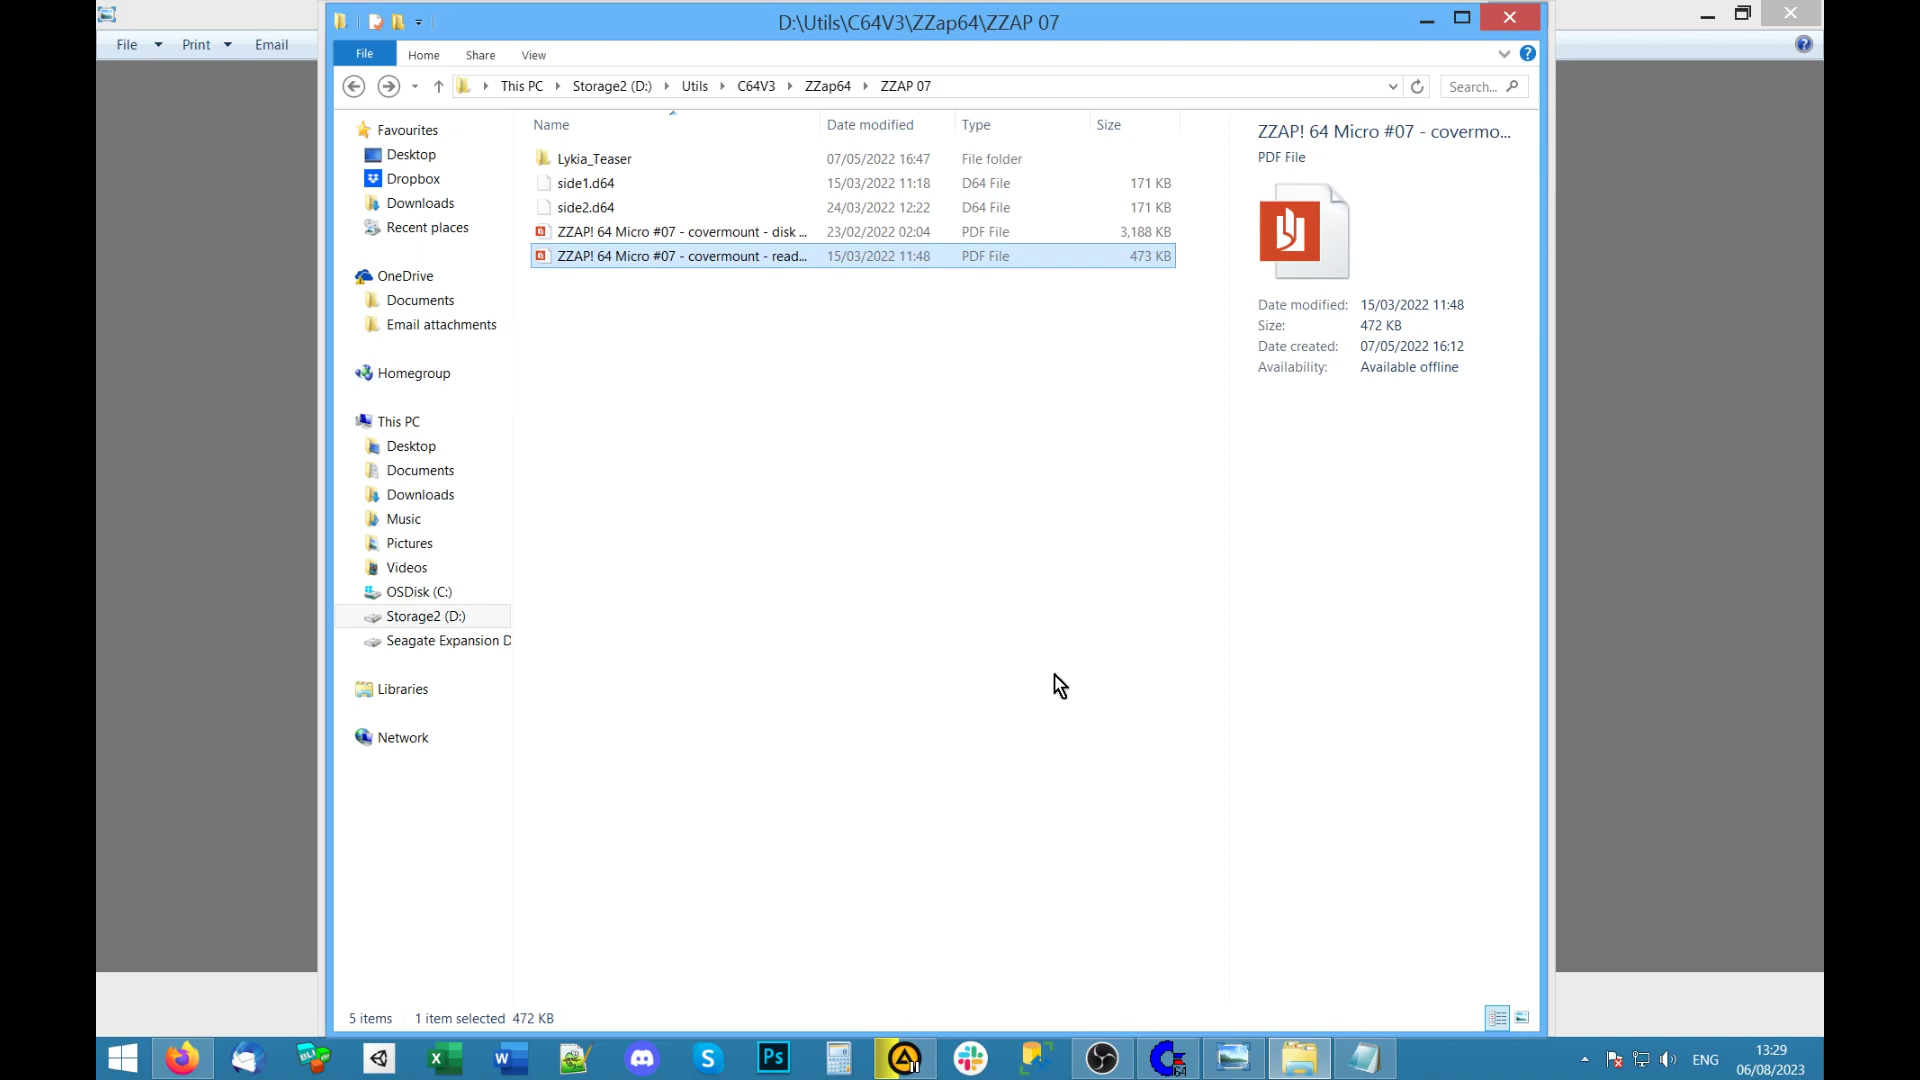 D:\Utils\C64V3\ZZap64\ZZAP 07
File Print Email
File Home Share View
This PC Storage2 (D:) Utils C64V3 ZZap64 ZZAP 07
Search...
Name Date modified Type Size
Lykia_Teaser 07/05/2022 16:47 File folder
side1.d64 15/03/2022 11:18 D64 File 171 KB
side2.d64 24/03/2022 12:22 D64 File 171 KB
ZZAP! 64 Micro #07 - covermount - disk ... 23/02/2022 02:04 PDF File 3,188 KB
ZZAP! 64 Micro #07 - covermount - read... 15/03/2022 11:48 PDF File 473 KB
Favourites
Desktop
Dropbox
Downloads
Recent places
OneDrive
Documents
Email attachments
Homegroup
This PC
Desktop
Documents
Downloads
Music
Pictures
Videos
OSDisk (C:)
Storage2 (D:)
Seagate Expansion D
Libraries
Network
ZZAP! 64 Micro #07 - covermo...
PDF File
Date modified: 15/03/2022 11:48
Size: 472 KB
Date created: 07/05/2022 16:12
Availability: Available offline
5 items 1 item selected 472 KB
Ps
64
ENG
13:29
06/08/2023